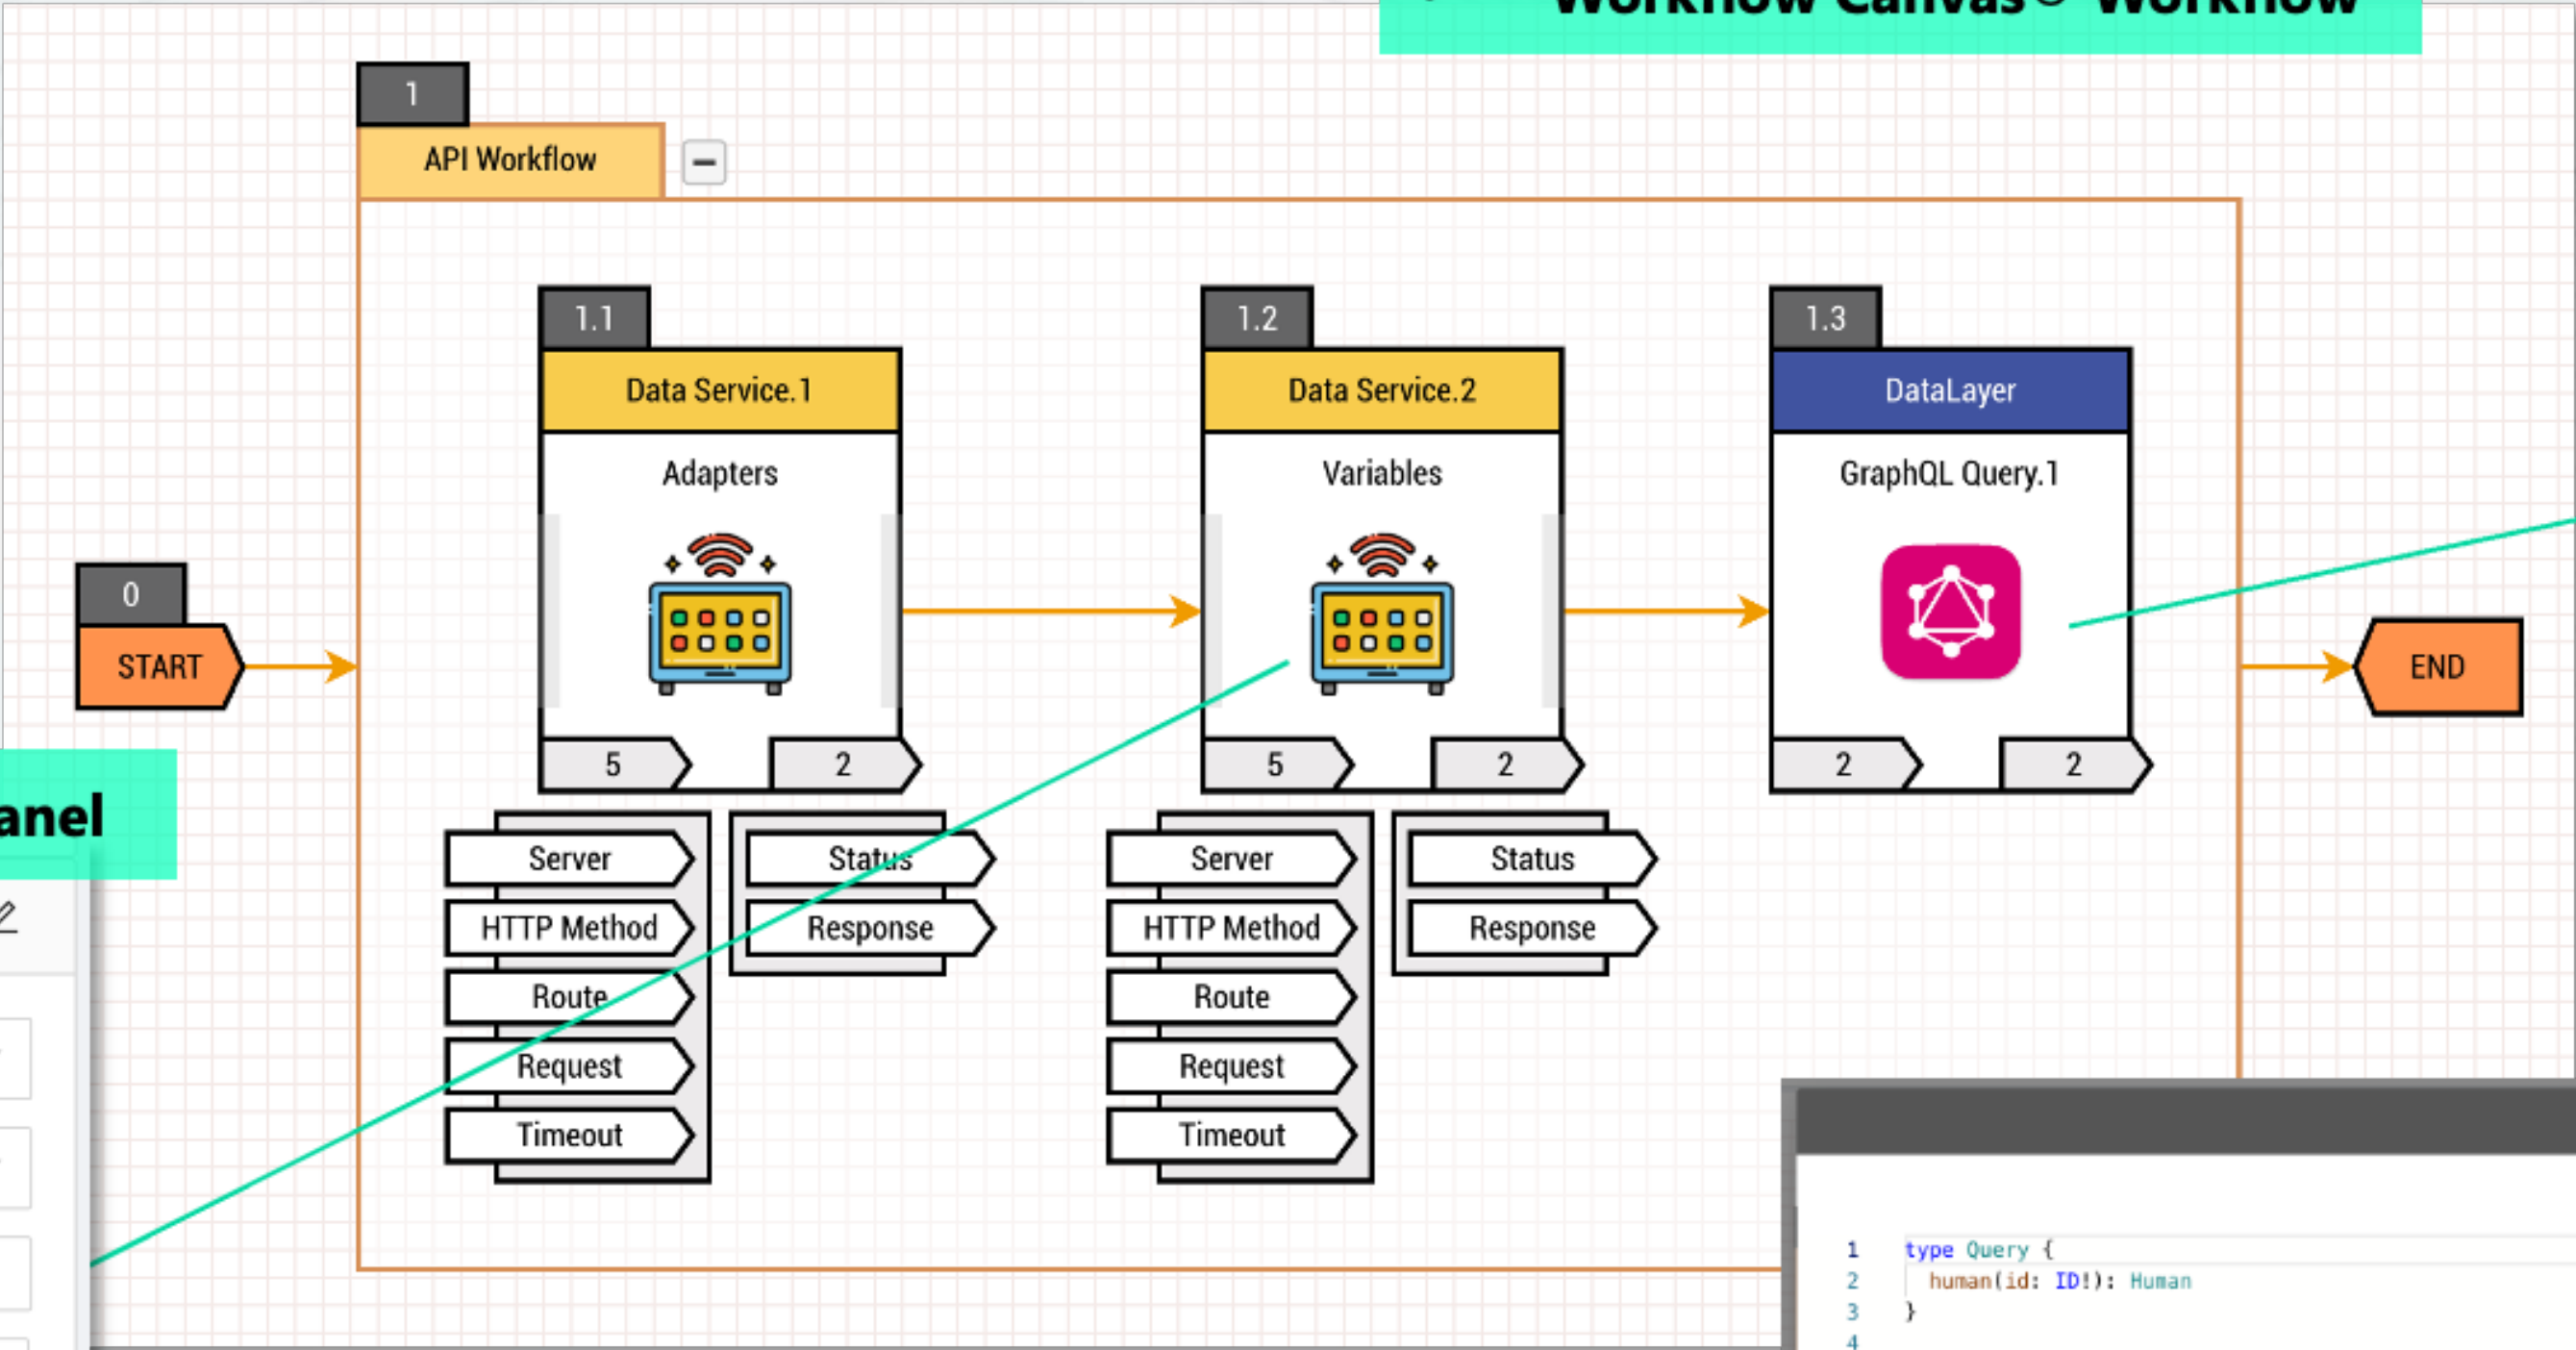 Workflow Canvas® Workflow
1
API Workflow
1.1
Data Service.1
Adapters
5
2
Server
HTTP Method
Route
Request
Timeout
Status
Response
1.2
Data Service.2
Variables
5
2
Server
HTTP Method
Route
Request
Timeout
Status
Response
1.3
DataLayer
GraphQL Query.1
2
2
0
START
END
anel
1 type Query {
2 human(id: ID!): Human
3 }
4